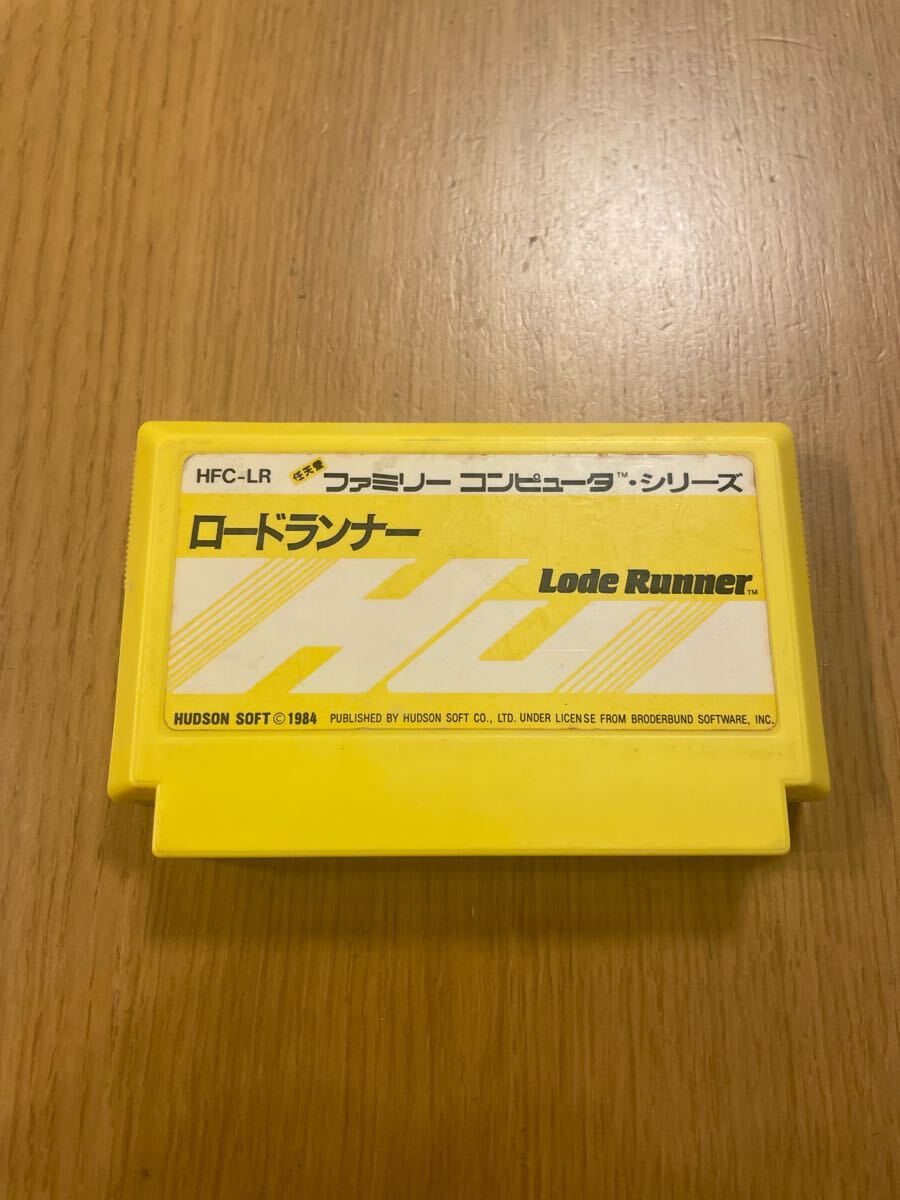 HFC-LR 任天堂 ファミリー コンピュータ™・シリーズ
ロードランナー
Lode Runner™
HU
HUDSON SOFT © 1984 PUBLISHED BY HUDSON SOFT CO., LTD. UNDER LICENSE FROM BRODERBUND SOFTWARE, INC.